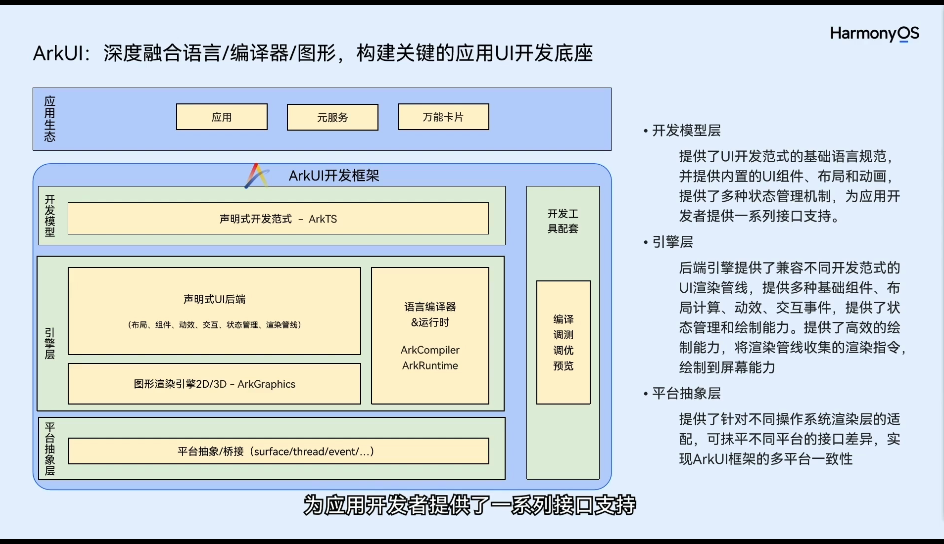 HarmonyOS
ArkUI：深度融合语言/编译器/图形，构建关键的应用UI开发底座
应用生态
应用
元服务
万能卡片
ArkUI开发框架
开发模型
声明式开发范式 - ArkTS
开发工
具配套
引擎层
声明式UI后端
（布局、组件、动效、交互、状态管理、渲染管线）
语言编译器
&运行时
ArkCompiler
ArkRuntime
图形渲染引擎2D/3D - ArkGraphics
编译
调测
调优
预览
平台抽象层
平台抽象/桥接（surface/thread/event/...）
• 开发模型层
提供了UI开发范式的基础语言规范，
并提供内置的UI组件、布局和动画，
提供了多种状态管理机制，为应用开
发者提供一系列接口支持。
• 引擎层
后端引擎提供了兼容不同开发范式的
UI渲染管线，提供多种基础组件、布
局计算、动效、交互事件，提供了状
态管理和绘制能力。提供了高效的绘
制能力，将渲染管线收集的渲染指令，
绘制到屏幕能力
• 平台抽象层
提供了针对不同操作系统渲染层的适
配，可抹平不同平台的接口差异，实
现ArkUI框架的多平台一致性
为应用开发者提供了一系列接口支持